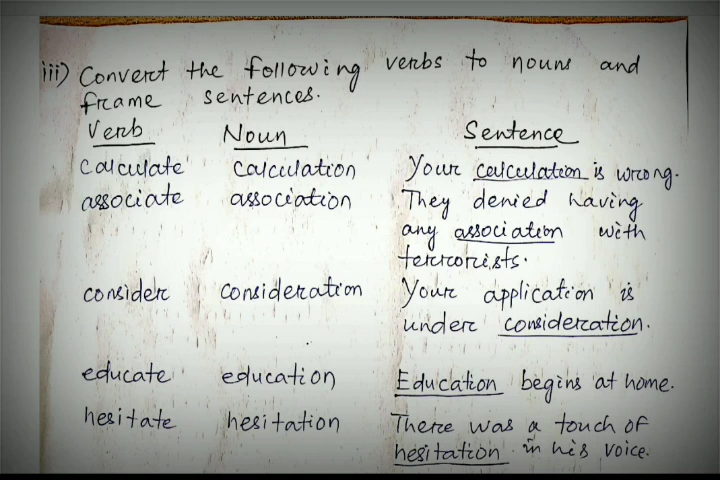 iii) Convert the following verbs to nouns and
frame sentences.
Verb Noun Sentence
calculate calculation Your calculation is wrong.
associate association They denied having
any association with
terrorists.
consider consideration Your application is
under consideration.
educate education Education begins at home.
hesitate hesitation There was a touch of
hesitation in his voice.